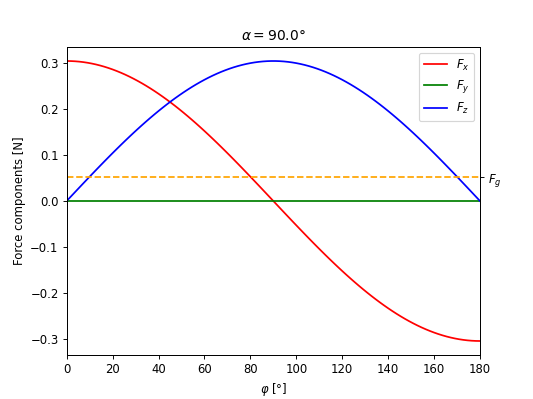 α = 90.0°
Force components [N]
0.3
0.2
0.1
0.0
−0.1
−0.2
−0.3
F_x
F_y
F_z
F_g
0 20 40 60 80 100 120 140 160 180
φ [°]